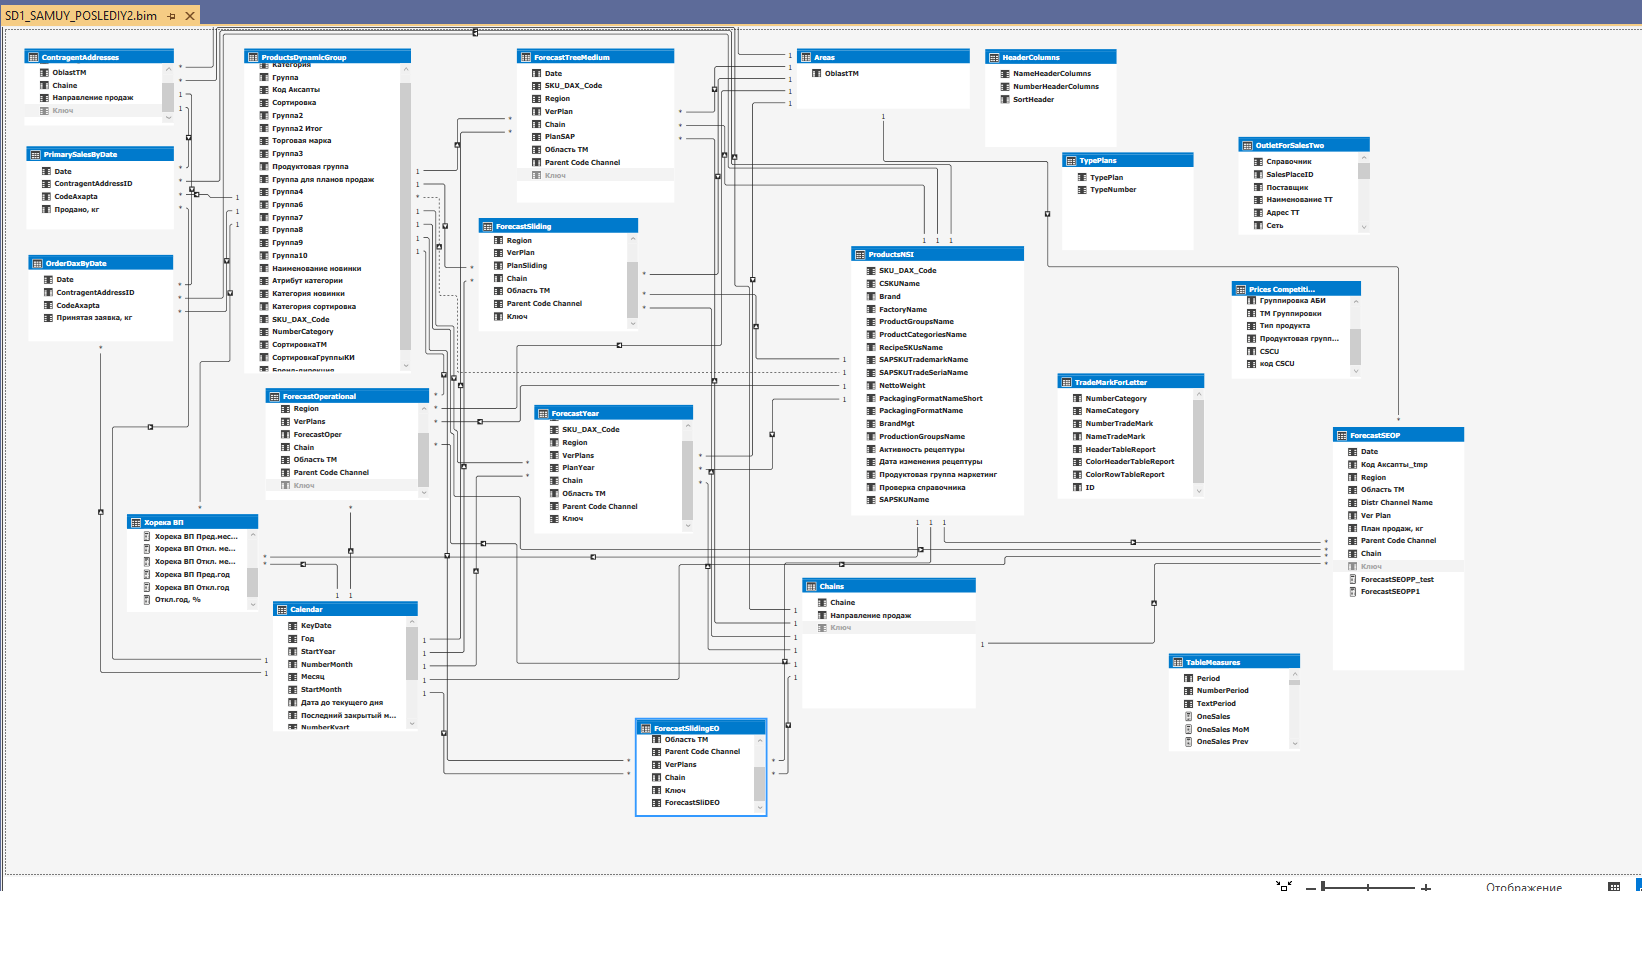 SD1_SAMUY_POSLEDIY2.bim
ContragentAddresses
OblastTM
Chaine
Направление продаж
Ключ
PrimarySalesByDate
Date
ContragentAddressID
CodeAxapta
Продано, кг
OrderDaxByDate
Date
ContragentAddressID
CodeAxapta
Принятая заявка, кг
ProductsDynamicGroup
Категория
Группа
Код Аксапты
Сортировка
Группа2
Группа2 Итог
Торговая марка
Группа3
Продуктовая группа
Группа для планов продаж
Группа4
Группа6
Группа7
Группа8
Группа9
Группа10
Наименование новинки
Атрибут категории
Категория новинки
Категория сортировка
SKU_DAX_Code
NumberCategory
СортировкаТМ
СортировкаГруппыКИ
Бренд-дирекция
ForecastTreeMedium
Date
SKU_DAX_Code
Region
VerPlan
Chain
PlanSAP
Область ТМ
Parent Code Channel
Ключ
ForecastSliding
Region
VerPlan
PlanSliding
Chain
Область ТМ
Parent Code Channel
Ключ
Areas
OblastTM
HeaderColumns
NameHeaderColumns
NumberHeaderColumns
SortHeader
TypePlans
TypePlan
TypeNumber
OutletForSalesTwo
Справочник
SalesPlaceID
Поставщик
Наименование ТТ
Адрес ТТ
Сеть
ProductsNSI
SKU_DAX_Code
CSKUName
Brand
FactoryName
ProductGroupsName
ProductCategoriesName
RecipeSKUsName
SAPSKUTrademarkName
SAPSKUTradeSeriaName
NettoWeight
PackagingFormatNameShort
PackagingFormatName
BrandMgt
ProductionGroupsName
Активность рецептуры
Дата изменения рецептуры
Продуктовая группа маркетинг
Проверка справочника
SAPSKUName
Prices Competiti...
Группировка АБИ
ТМ Группировки
Тип продукта
Продуктовая групп...
CSCU
код CSCU
TradeMarkForLetter
NumberCategory
NameCategory
NumberTradeMark
NameTradeMark
HeaderTableReport
ColorHeaderTableReport
ColorRowTableReport
ID
ForecastOperational
Region
VerPlans
ForecastOper
Chain
Область ТМ
Parent Code Channel
Ключ
ForecastYear
SKU_DAX_Code
Region
VerPlans
PlanYear
Chain
Область ТМ
Parent Code Channel
Ключ
ForecastSEOP
Date
Код Аксапты_tmp
Region
Область ТМ
Distr Channel Name
Ver Plan
План продаж, кг
Parent Code Channel
Chain
Ключ
ForecastSEOPP_test
ForecastSEOPP1
Хорека ВП
Хорека ВП Пред.мес...
Хорека ВП Откл. ме...
Хорека ВП Откл. ме...
Хорека ВП Пред.год
Хорека ВП Откл.год
Откл.год, %
Calendar
KeyDate
Год
StartYear
NumberMonth
Месяц
StartMonth
Дата до текущего дня
Последний закрытый м...
NumberKvart
Chains
Chaine
Направление продаж
Ключ
TableMeasures
Period
NumberPeriod
TextPeriod
OneSales
OneSales MoM
OneSales Prev
ForecastSlidingEO
Область ТМ
Parent Code Channel
VerPlans
Chain
Ключ
ForecastSliDEO
Отображение